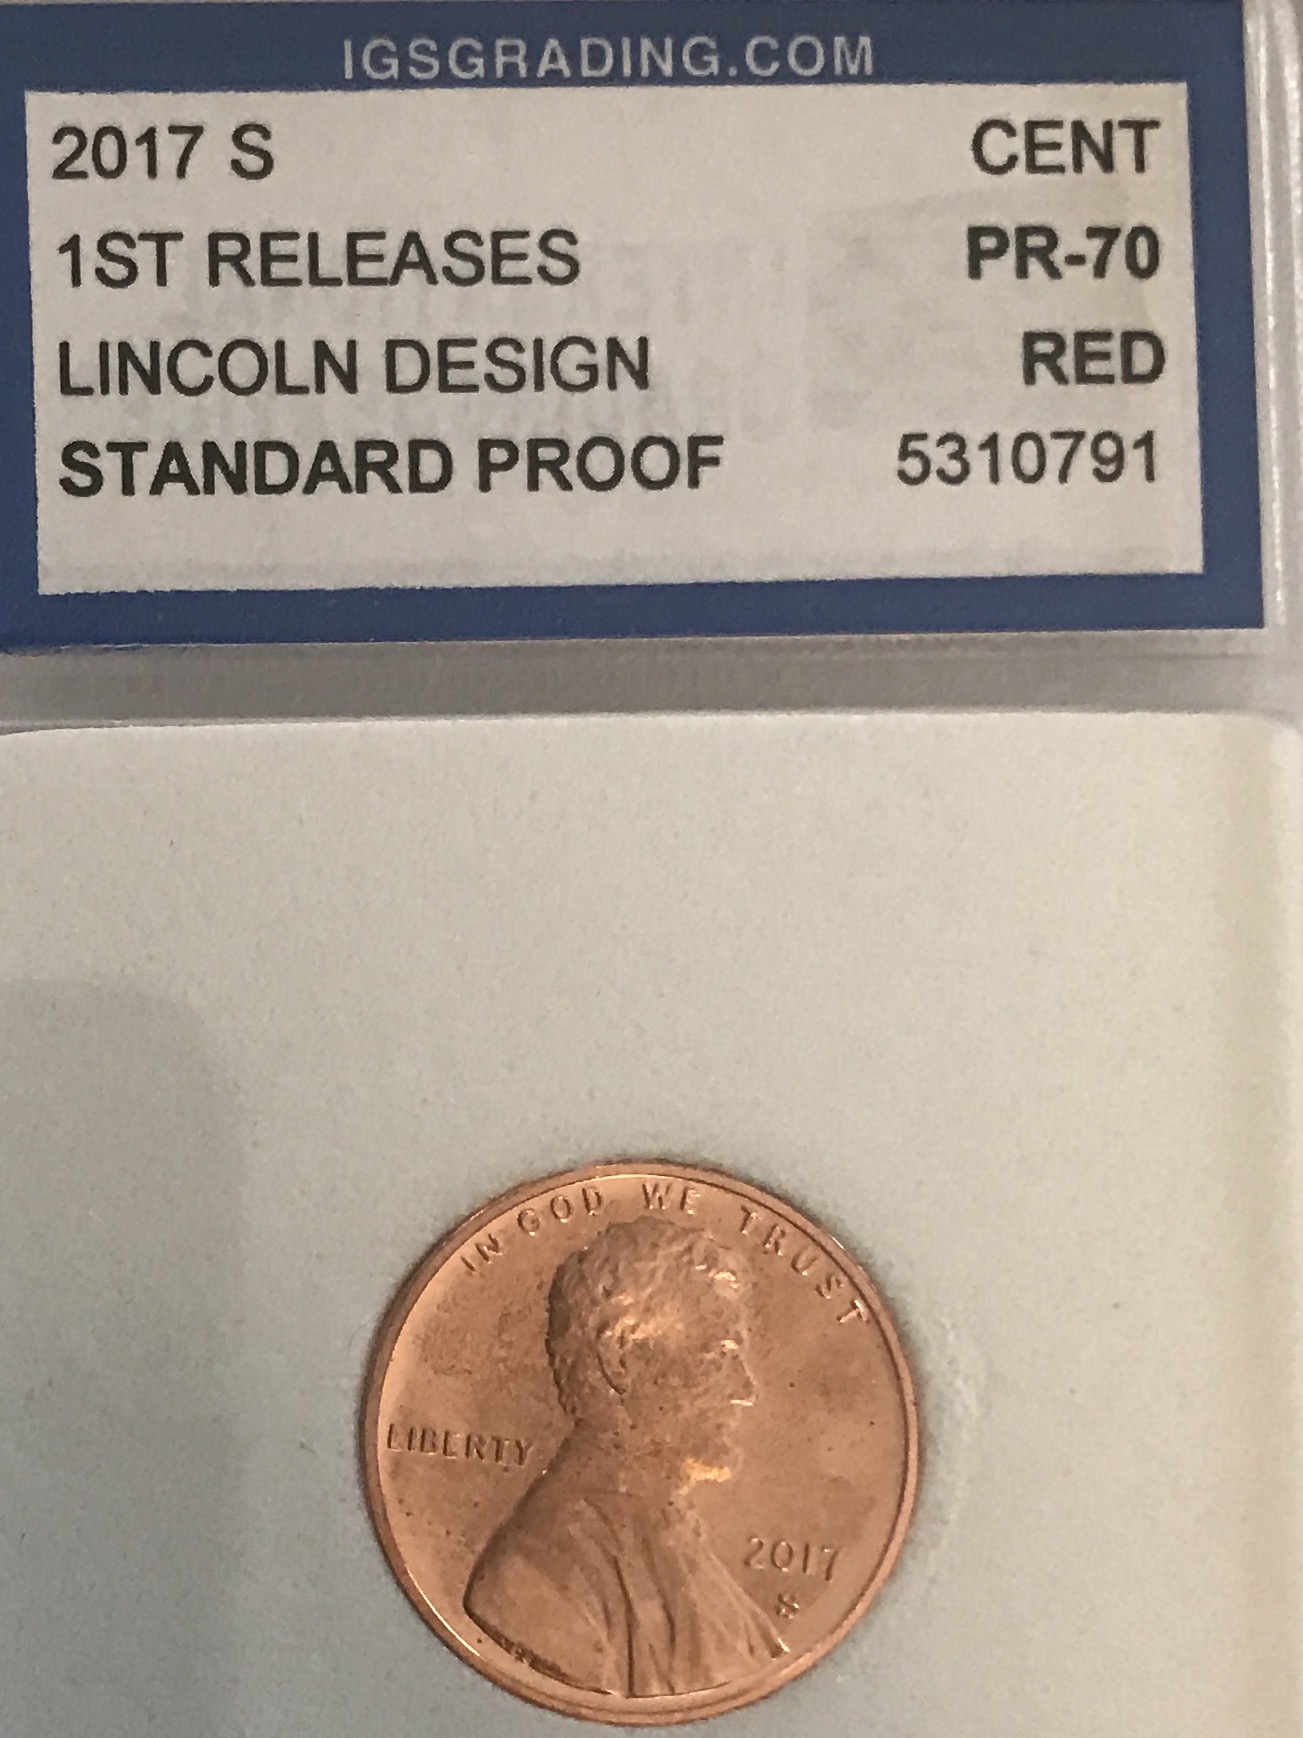 IGSGRADING.COM
2017 S CENT
1ST RELEASES PR-70
LINCOLN DESIGN RED
STANDARD PROOF 5310791
IN GOD WE TRUST
LIBERTY
2017
S